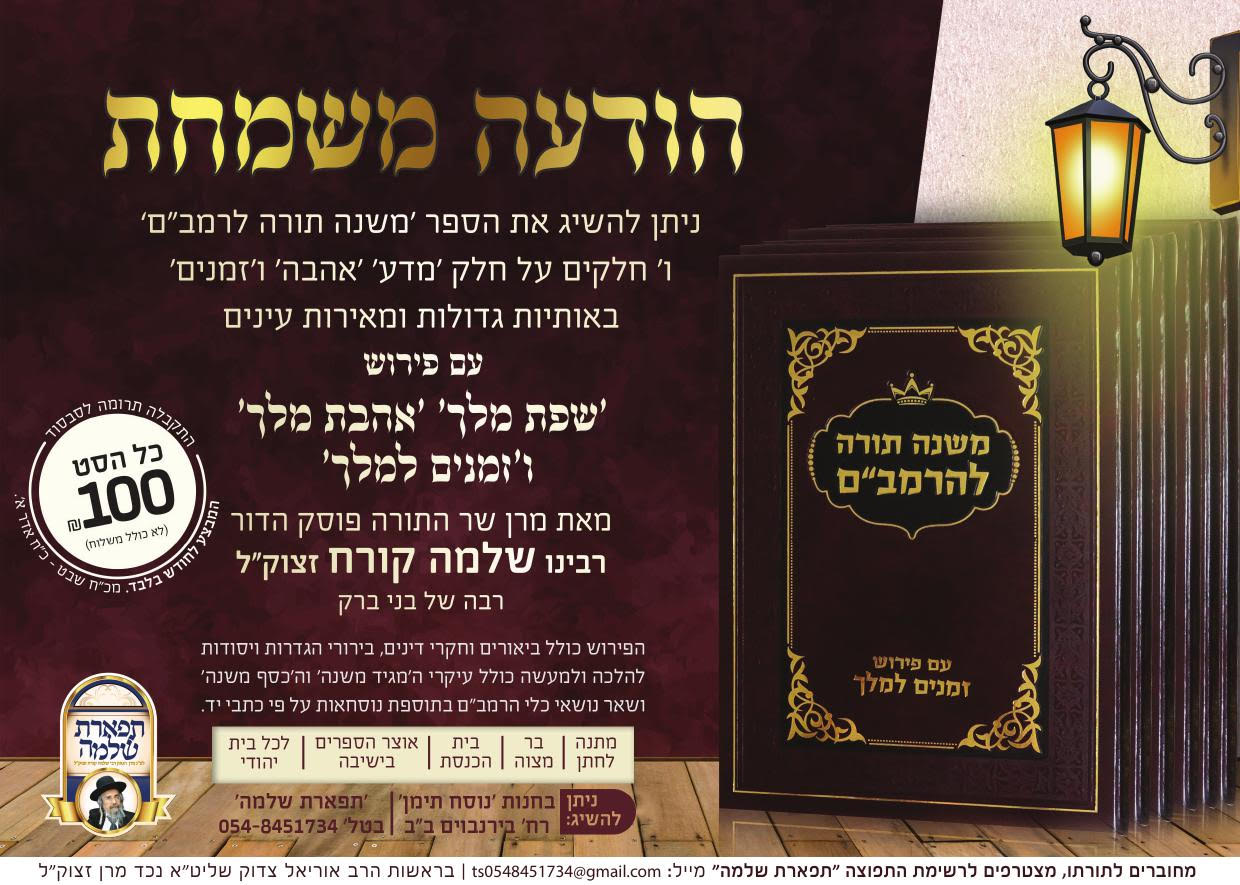 הודעה משמחת
ניתן להשיג את הספר 'משנה תורה לרמב"ם'
ו' חלקים על חלק 'מדע' 'אהבה' ו'זמנים'
באותיות גדולות ומאירות עינים
עם פירוש
'שפת מלך' 'אהבת מלך'
ו'זמנים למלך'
מאת מרן שר התורה פוסק הדור
רבינו שלמה קורח זצוק"ל
רבה של בני ברק
הפירוש כולל ביאורים וחקרי דינים, בירורי הגדרות ויסודות
להלכה ולמעשה כולל עיקרי ה'מגיד משנה' וה'כסף משנה'
ושאר נושאי כלי הרמב"ם בתוספת נוסחאות על פי כתבי יד.
התקבלה תרומה לסבסוד
כל הסט
100 ₪
(לא כולל משלוח)
המבצע לחודש בלבד. מכ"ח שבט - כ"ח אדר א'.
משנה תורה
להרמב"ם
עם פירוש
זמנים למלך
מתנה לחתן | בר מצוה | בית הכנסת | אוצר הספרים בישיבה | לכל בית יהודי
ניתן להשיג:
בחנות 'נוסח תימן' רח' בירנבוים ב"ב | 'תפארת שלמה' בטל' 054-8451734
תפארת
שלמה
מחוברים לתורתו, מצטרפים לרשימת התפוצה "תפארת שלמה" מייל: ts0548451734@gmail.com | בראשות הרב אוריאל צדוק שליט"א נכד מרן זצוק"ל